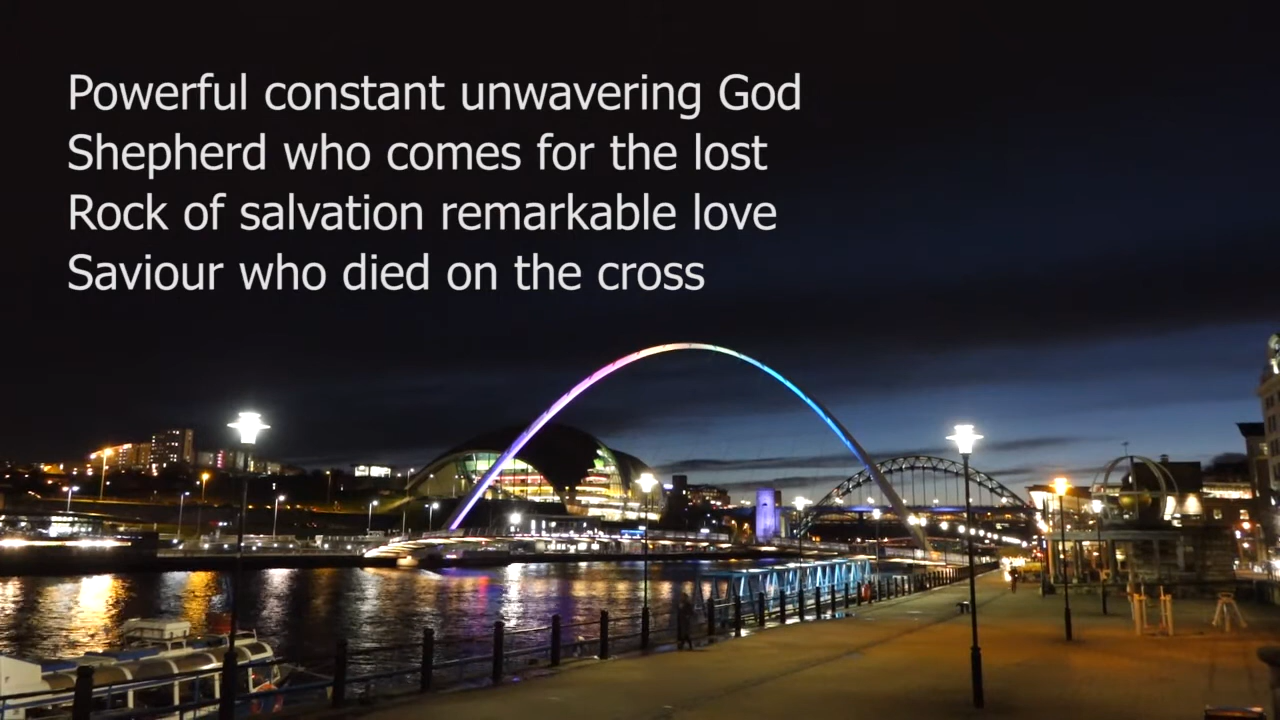 Powerful constant unwavering God
Shepherd who comes for the lost
Rock of salvation remarkable love
Saviour who died on the cross